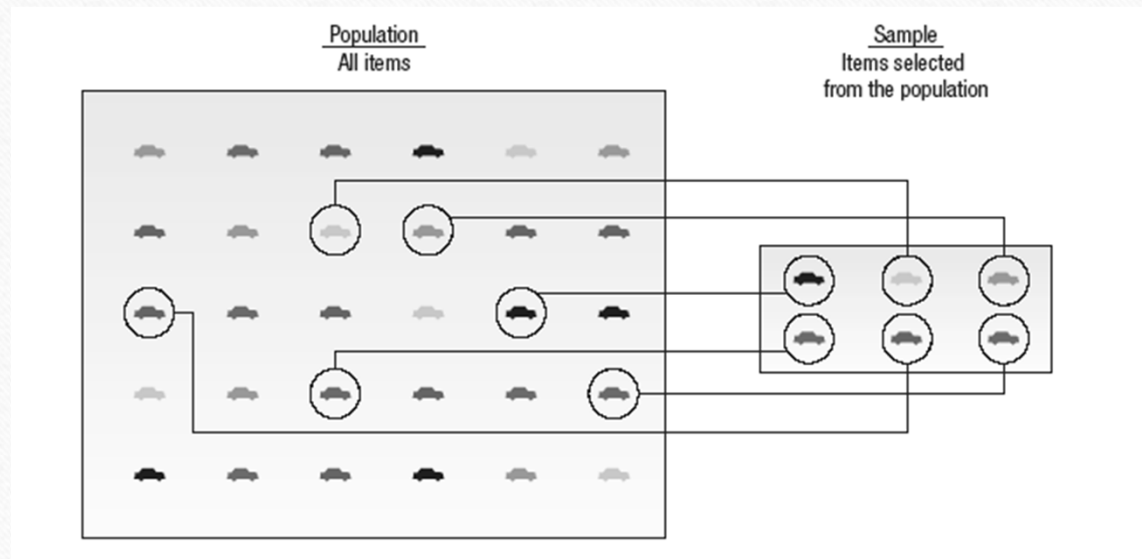 Population
All items
Sample
Items selected
from the population